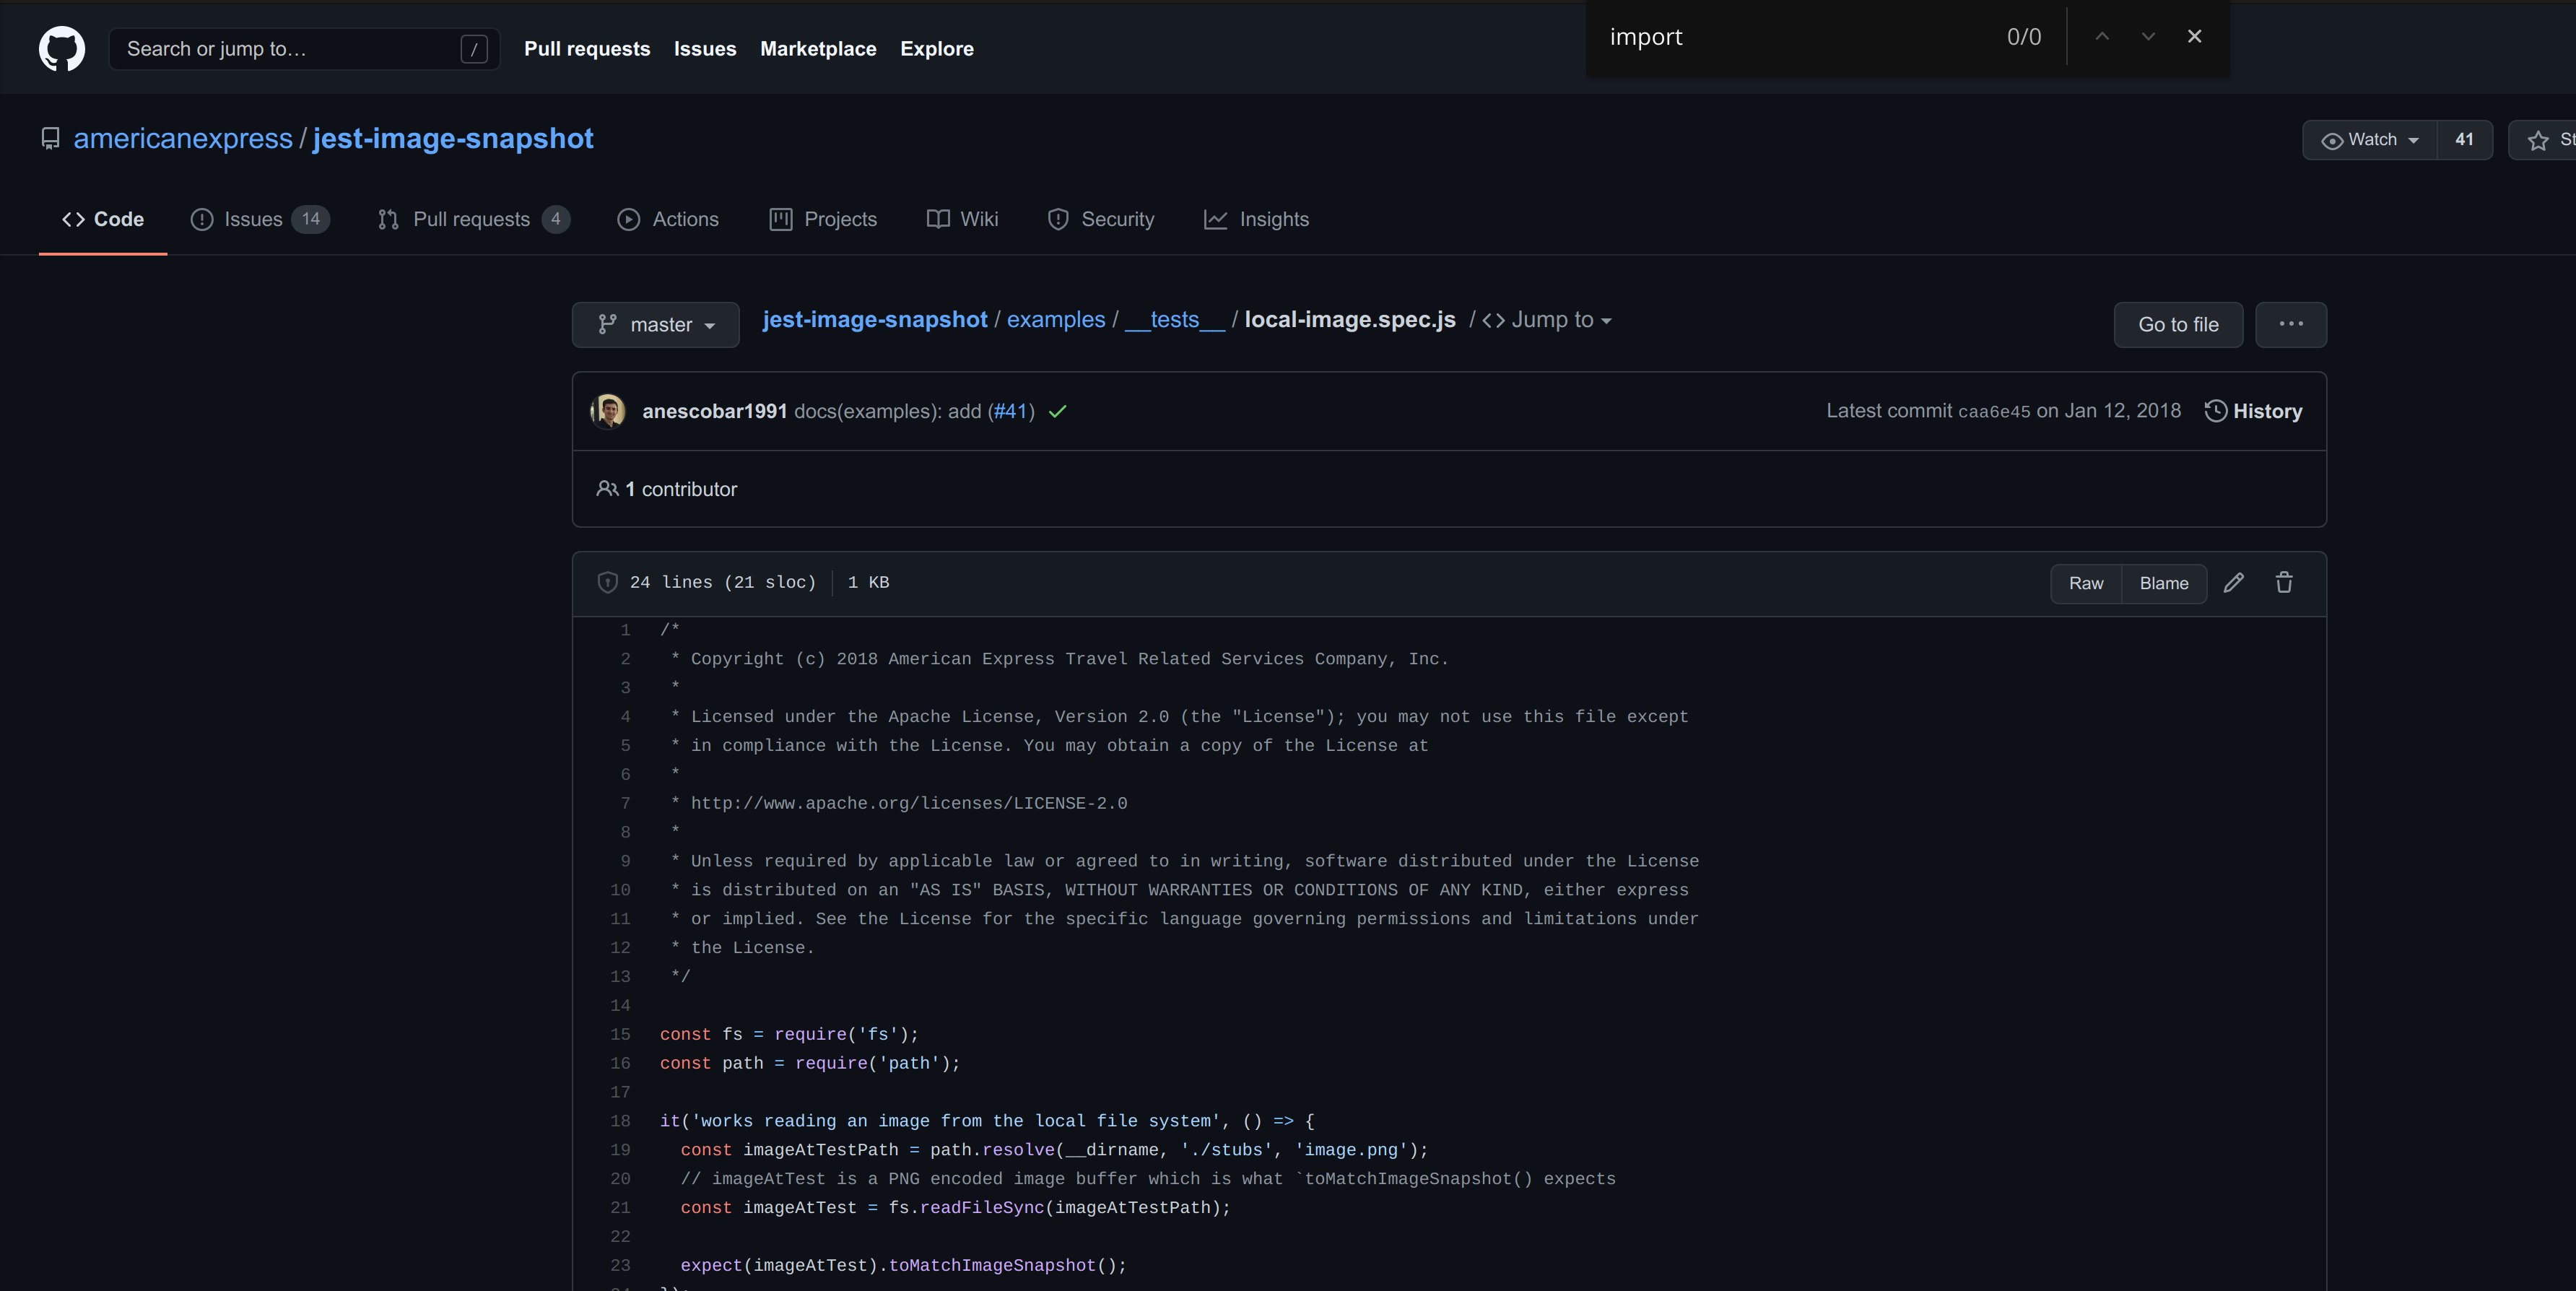 Search or jump to… /
Pull requests
Issues
Marketplace
Explore
import 0/0
americanexpress / jest-image-snapshot
Watch 41
Code
Issues 14
Pull requests 4
Actions
Projects
Wiki
Security
Insights
master
jest-image-snapshot / examples / __tests__ / local-image.spec.js / <> Jump to
Go to file
...
anescobar1991 docs(examples): add (#41)
Latest commit caa6e45 on Jan 12, 2018
History
1 contributor
24 lines (21 sloc) 1 KB
Raw
Blame
1 /*
2  * Copyright (c) 2018 American Express Travel Related Services Company, Inc.
3  *
4  * Licensed under the Apache License, Version 2.0 (the "License"); you may not use this file except
5  * in compliance with the License. You may obtain a copy of the License at
6  *
7  * http://www.apache.org/licenses/LICENSE-2.0
8  *
9  * Unless required by applicable law or agreed to in writing, software distributed under the License
10  * is distributed on an "AS IS" BASIS, WITHOUT WARRANTIES OR CONDITIONS OF ANY KIND, either express
11  * or implied. See the License for the specific language governing permissions and limitations under
12  * the License.
13  */
14
15 const fs = require('fs');
16 const path = require('path');
17
18 it('works reading an image from the local file system', () => {
19   const imageAtTestPath = path.resolve(__dirname, './stubs', 'image.png');
20   // imageAtTest is a PNG encoded image buffer which is what `toMatchImageSnapshot() expects
21   const imageAtTest = fs.readFileSync(imageAtTestPath);
22
23   expect(imageAtTest).toMatchImageSnapshot();